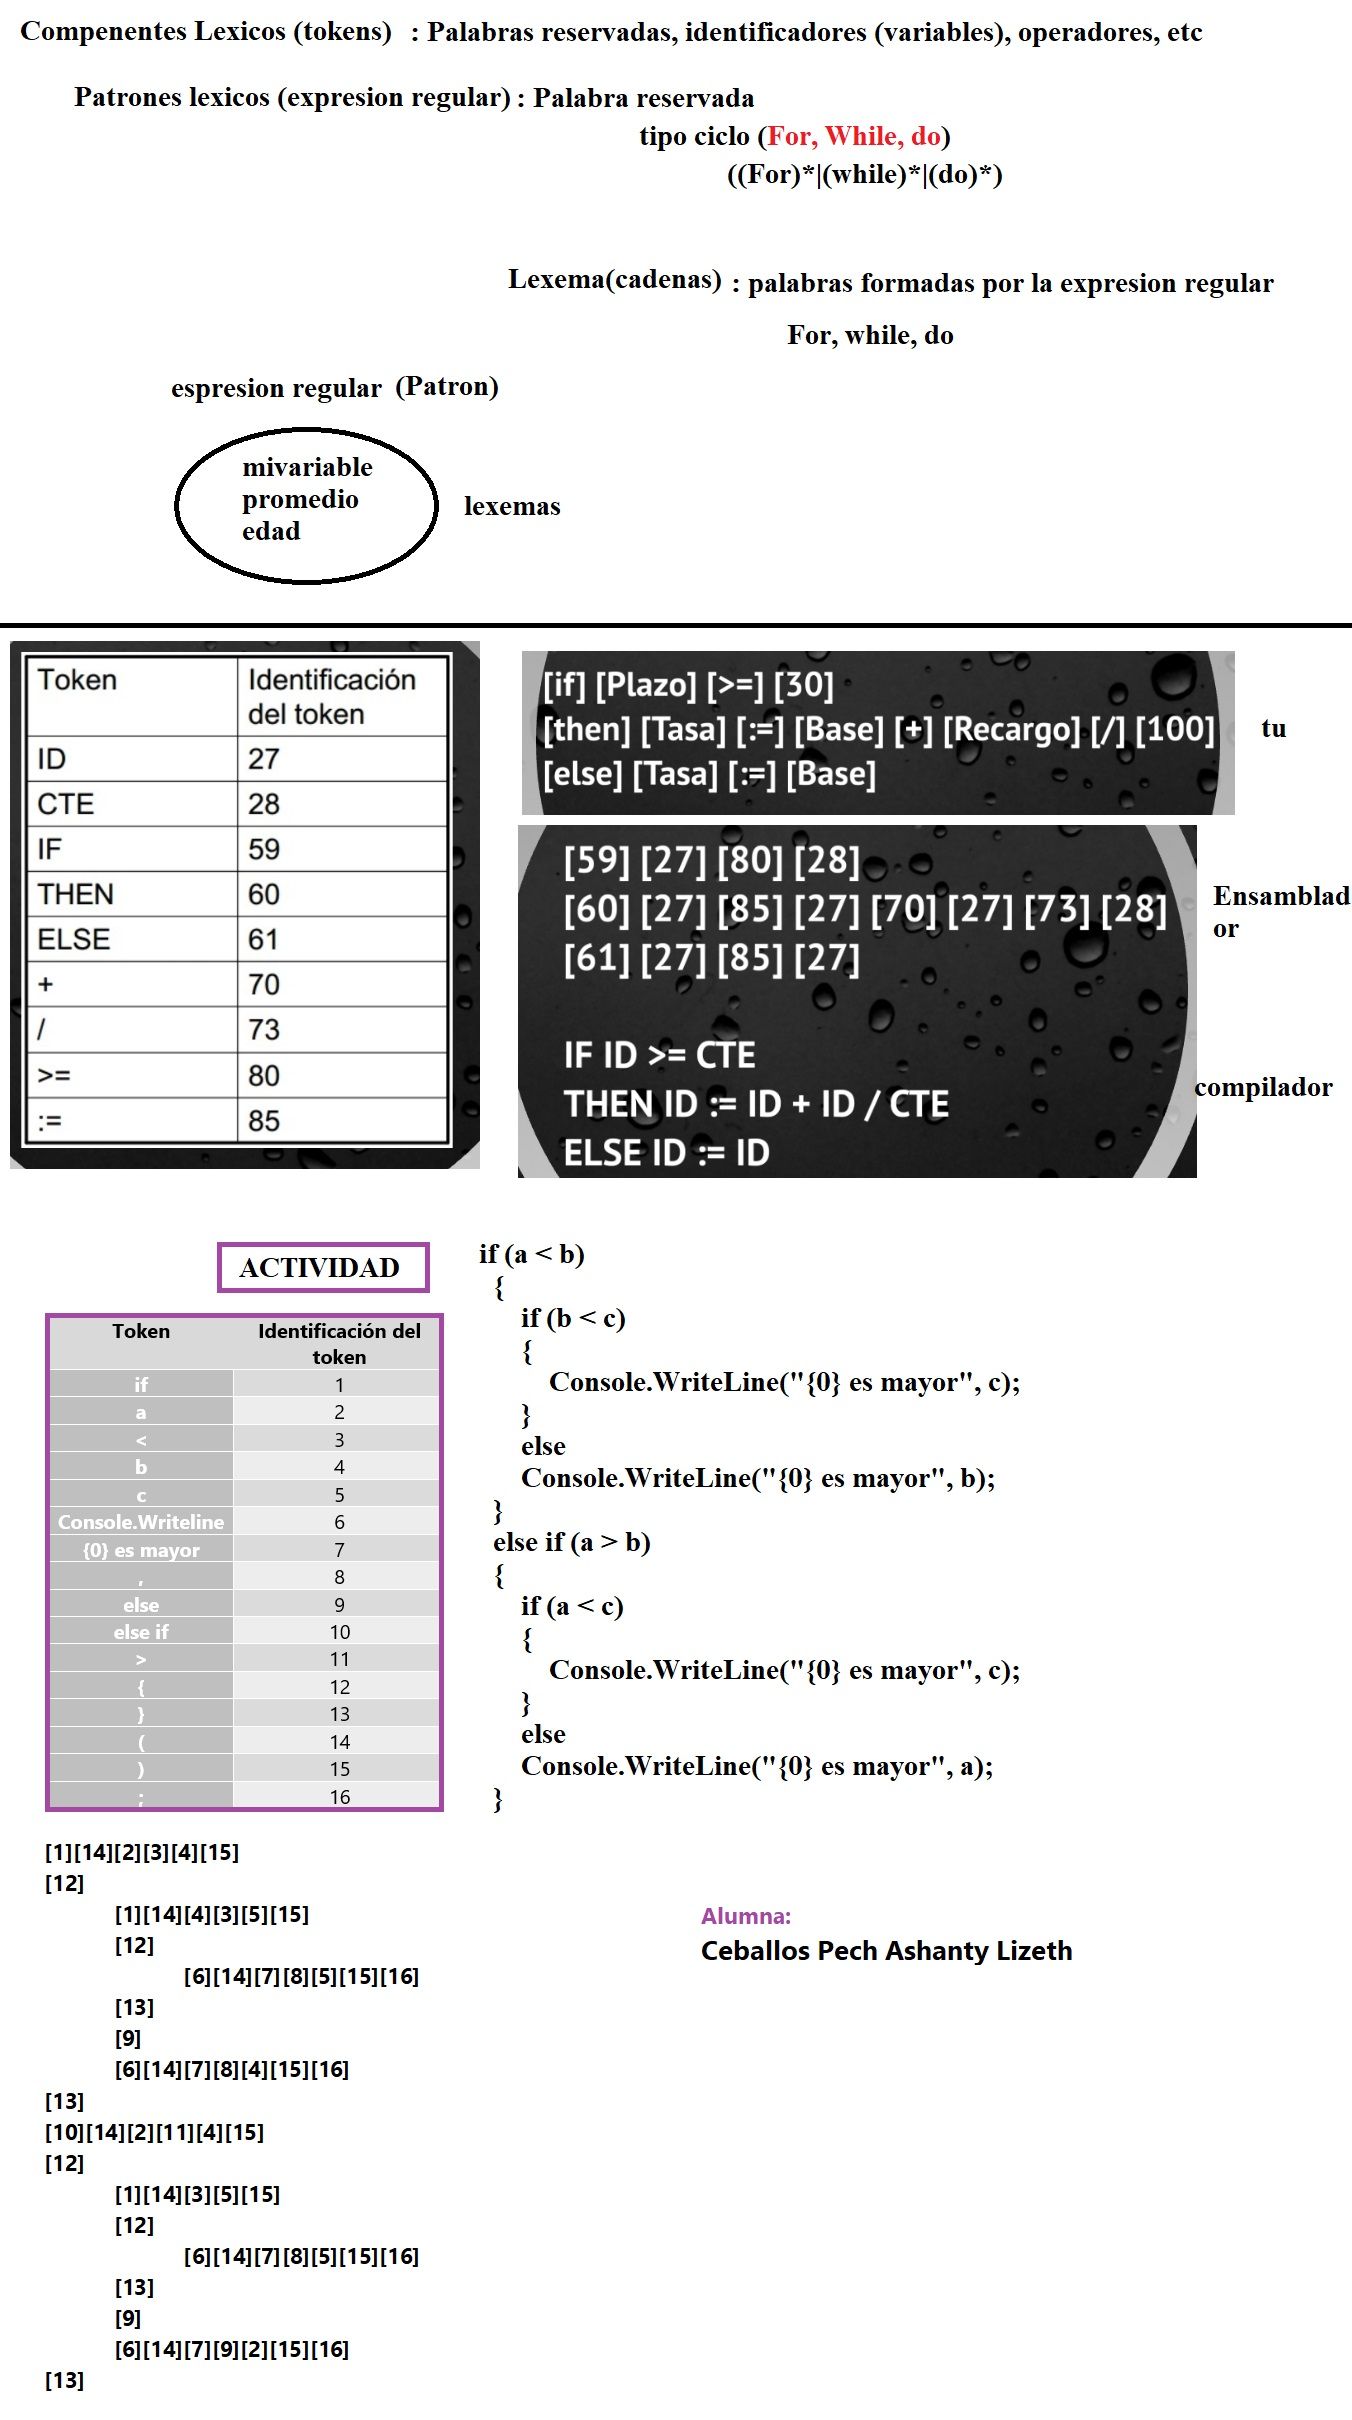 Compenentes Lexicos (tokens) : Palabras reservadas, identificadores (variables), operadores, etc
Patrones lexicos (expresion regular) : Palabra reservada
tipo ciclo (For, While, do)
((For)*|(while)*|(do)*)
Lexema(cadenas) : palabras formadas por la expresion regular
For, while, do
espresion regular (Patron)
mivariable
promedio
edad
lexemas
Token Identificación del token
ID 27
CTE 28
IF 59
THEN 60
ELSE 61
+ 70
/ 73
>= 80
:= 85
[if] [Plazo] [>=] [30]
[then] [Tasa] [:=] [Base] [+] [Recargo] [/] [100]
[else] [Tasa] [:=] [Base]
tu
[59] [27] [80] [28]
[60] [27] [85] [27] [70] [27] [73] [28]
[61] [27] [85] [27]
Ensamblad
or
IF ID >= CTE
THEN ID := ID + ID / CTE
ELSE ID := ID
compilador
ACTIVIDAD
Token Identificación del token
if 1
a 2
< 3
b 4
c 5
Console.Writeline 6
{0} es mayor 7
, 8
else 9
else if 10
> 11
{ 12
} 13
( 14
) 15
; 16
if (a < b)
{
if (b < c)
{
Console.WriteLine("{0} es mayor", c);
}
else
Console.WriteLine("{0} es mayor", b);
}
else if (a > b)
{
if (a < c)
{
Console.WriteLine("{0} es mayor", c);
}
else
Console.WriteLine("{0} es mayor", a);
}
[1][14][2][3][4][15]
[12]
[1][14][4][3][5][15]
[12]
[6][14][7][8][5][15][16]
[13]
[9]
[6][14][7][8][4][15][16]
[13]
[10][14][2][11][4][15]
[12]
[1][14][3][5][15]
[12]
[6][14][7][8][5][15][16]
[13]
[9]
[6][14][7][9][2][15][16]
[13]
Alumna:
Ceballos Pech Ashanty Lizeth